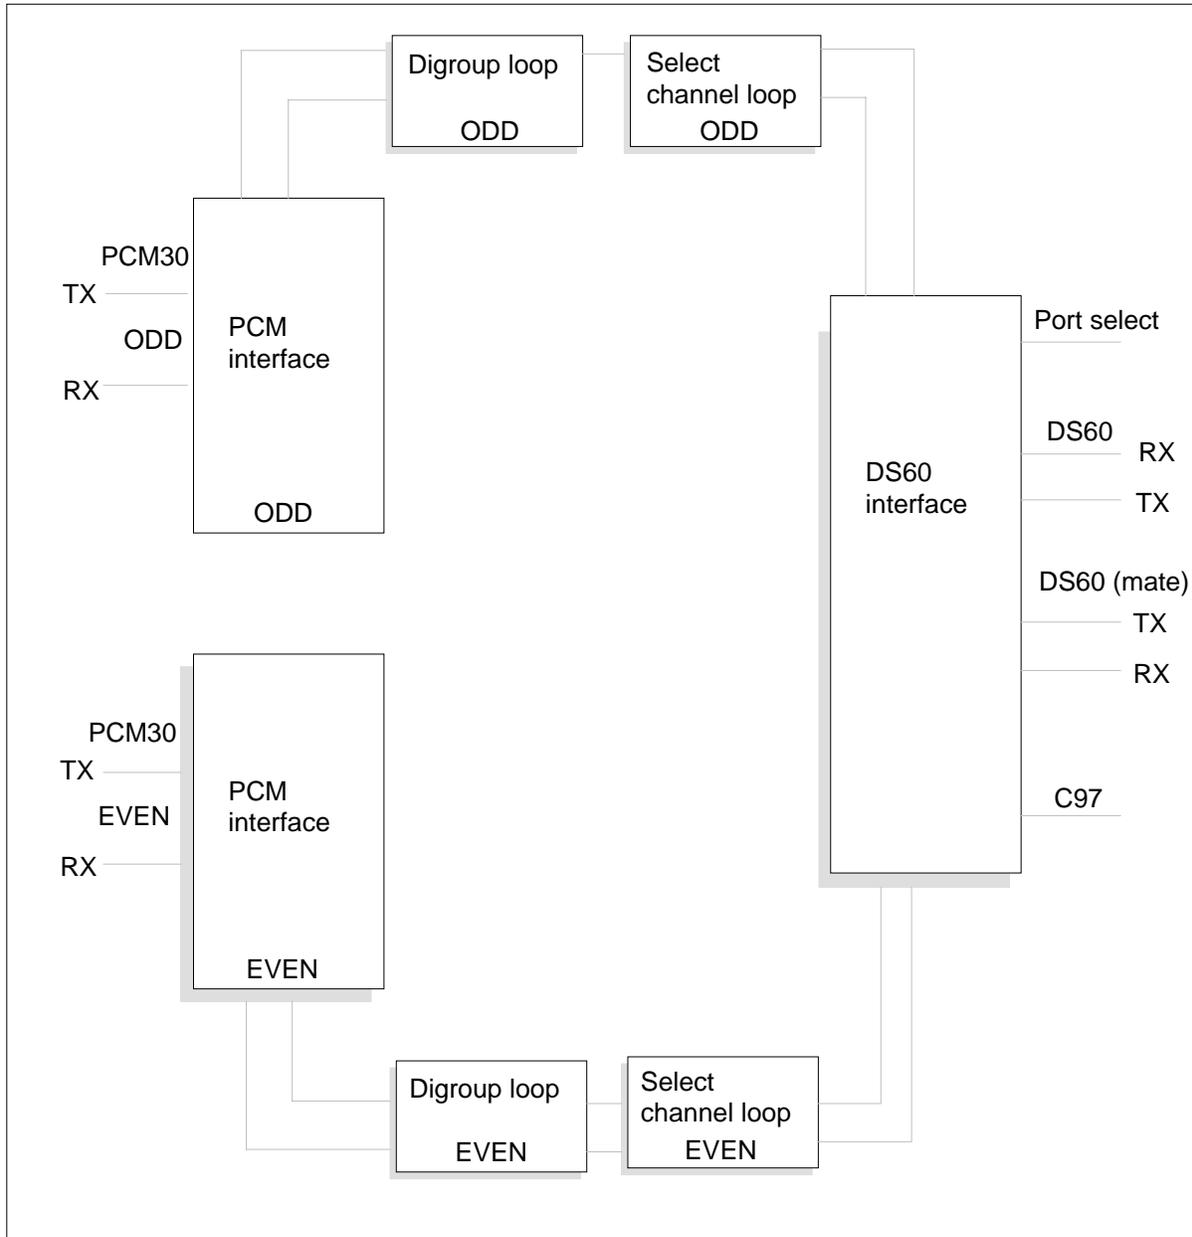 Digroup loop
ODD
Select
channel loop
ODD
PCM30
TX
ODD
RX
PCM
interface
ODD
Port select
DS60
RX
TX
DS60
interface
DS60 (mate)
TX
RX
C97
PCM30
TX
EVEN
RX
PCM
interface
EVEN
Digroup loop
EVEN
Select
channel loop
EVEN